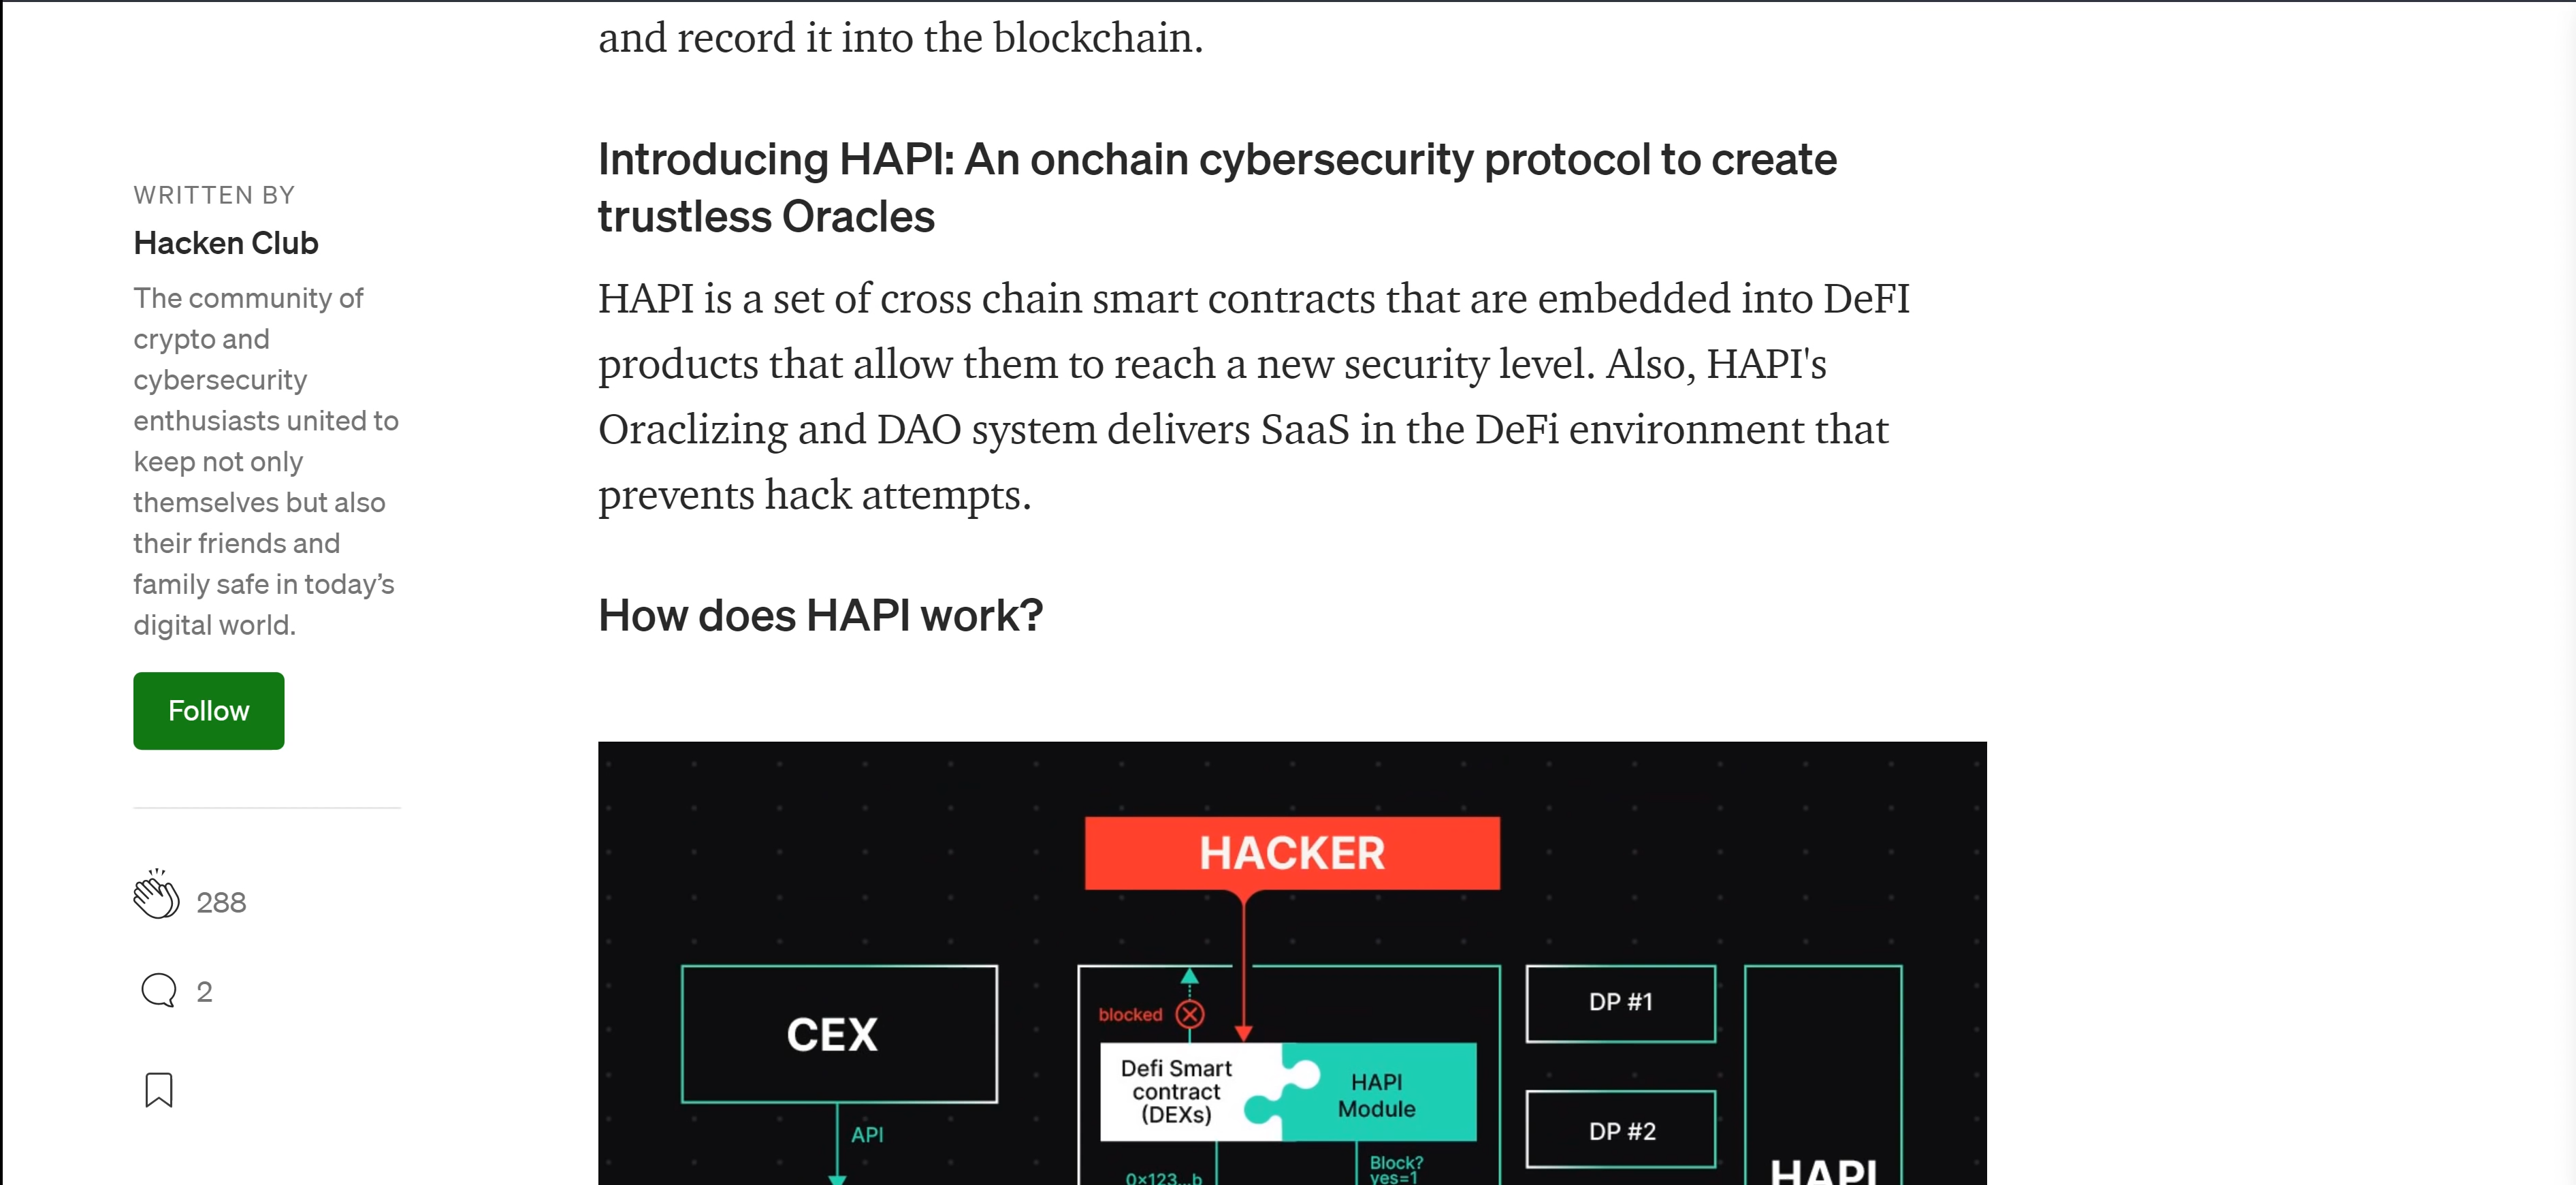 and record it into the blockchain.
WRITTEN BY
Hacken Club
The community of
crypto and
cybersecurity
enthusiasts united to
keep not only
themselves but also
their friends and
family safe in today’s
digital world.
Follow
288
2
Introducing HAPI: An onchain cybersecurity protocol to create
trustless Oracles
HAPI is a set of cross chain smart contracts that are embedded into DeFI
products that allow them to reach a new security level. Also, HAPI's
Oraclizing and DAO system delivers SaaS in the DeFi environment that
prevents hack attempts.
How does HAPI work?
HACKER
CEX
API
blocked
Defi Smart
contract
(DEXs)
HAPI
Module
0x123...b
Block?
yes=1
DP #1
DP #2
HAPI